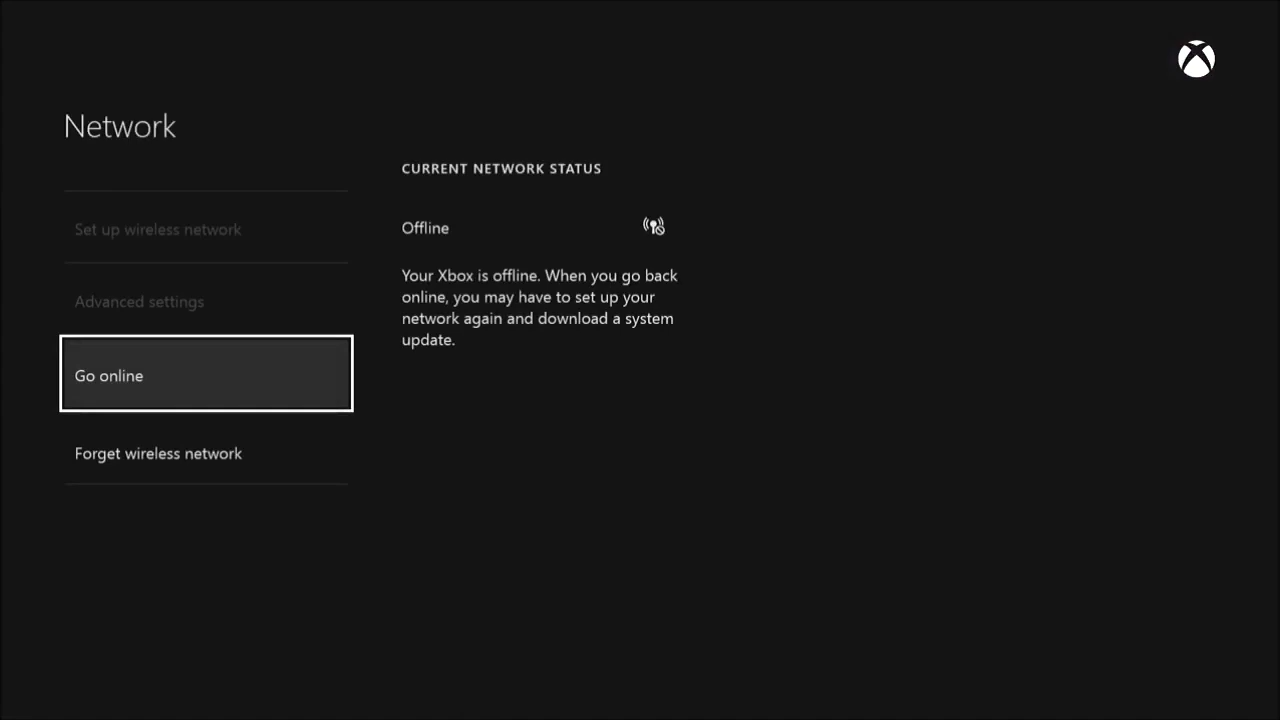 Network
Set up wireless network
Advanced settings
Go online
Forget wireless network
CURRENT NETWORK STATUS
Offline
Your Xbox is offline. When you go back
online, you may have to set up your
network again and download a system
update.